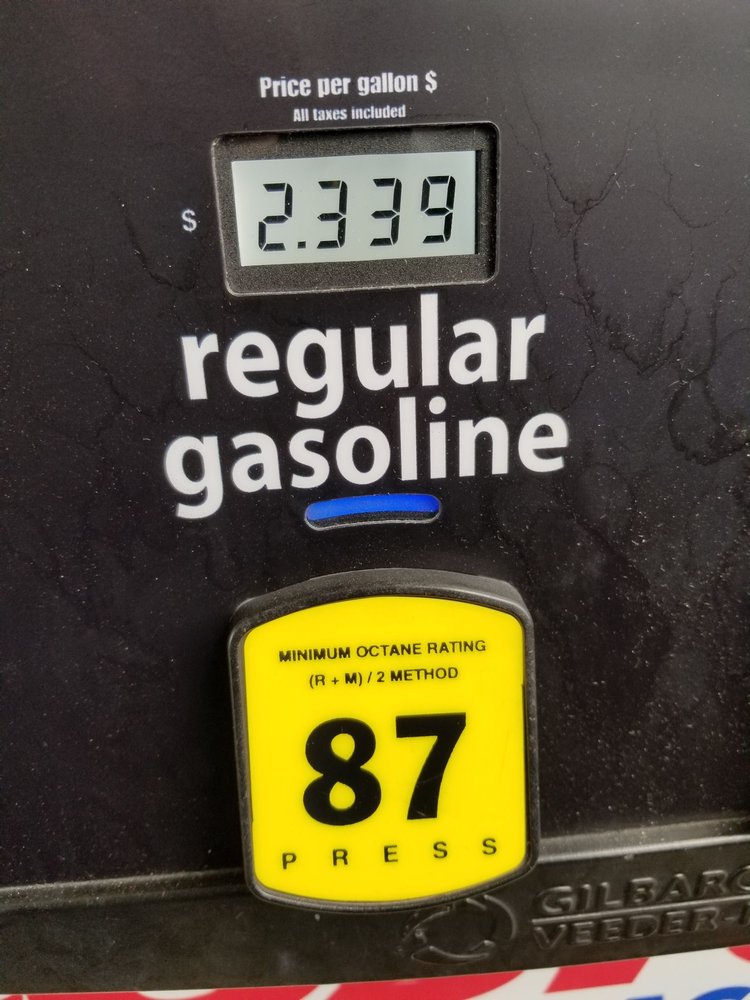 Price per gallon $
All taxes included
$ 2.339
regular
gasoline
MINIMUM OCTANE RATING
(R + M) / 2 METHOD
87
PRESS